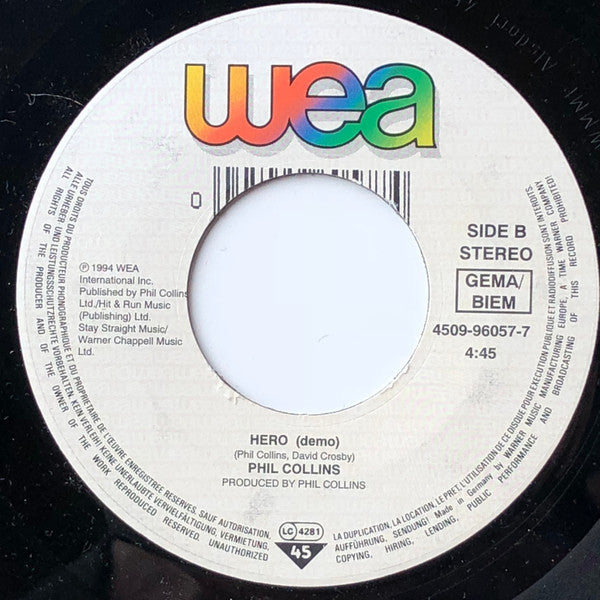 wea
0
SIDE B
STEREO
GEMA/
BIEM
4509-96057-7
4:45
℗ 1994 WEA
International Inc.
Published by Phil Collins
Ltd./Hit & Run Music
(Publishing) Ltd.
Stay Straight Music/
Warner Chappell Music
Ltd.
HERO (demo)
(Phil Collins, David Crosby)
PHIL COLLINS
PRODUCED BY PHIL COLLINS
LC 4281
45
TOUS DROITS DU PRODUCTEUR PHONOGRAPHIQUE ET DU PROPRIETAIRE DE L'ŒUVRE ENREGISTREE RESERVES. SAUF AUTORISATION,
LA DUPLICATION, LA LOCATION, LE PRET, L'UTILISATION DE CE DISQUE POUR EXECUTION PUBLIQUE ET RADIODIFFUSION SONT INTERDITS
ALLE URHEBER- UND LEISTUNGSSCHUTZRECHTE VORBEHALTEN. KEIN VERLEIH! KEINE UNERLAUBTE VERVIELFÄLTIGUNG, VERMIETUNG,
AUFFÜHRUNG, SENDUNG! Made in Germany by WARNER MUSIC MANUFACTURING EUROPE, A TIME WARNER COMPANY
ALL RIGHTS OF THE PRODUCER AND OF THE OWNER OF THE WORK REPRODUCED RESERVED. UNAUTHORIZED
COPYING, HIRING, LENDING, PUBLIC PERFORMANCE AND BROADCASTING OF THIS RECORD PROHIBITED!